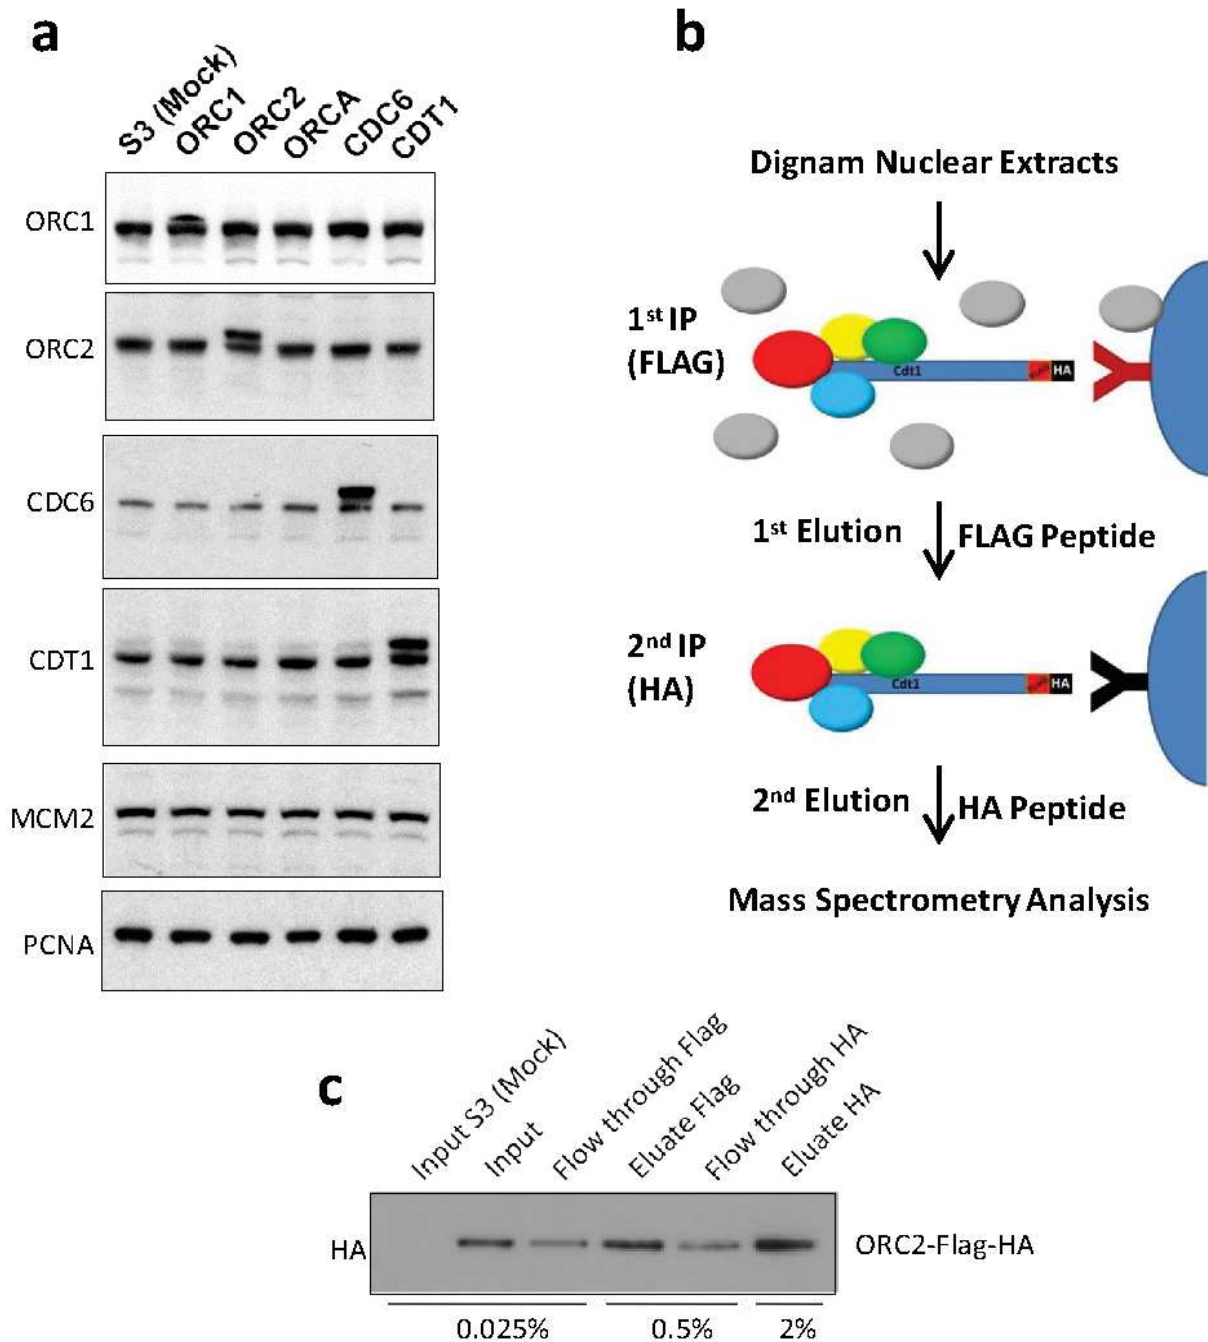 a
S3 (Mock)
ORC1
ORC2
ORCA
CDC6
CDT1
ORC1
ORC2
CDC6
CDT1
MCM2
PCNA
b
Dignam Nuclear Extracts
1st IP
(FLAG)
Cdt1
HA
1st Elution
FLAG Peptide
2nd IP
(HA)
Cdt1
HA
2nd Elution
HA Peptide
Mass Spectrometry Analysis
c
Input S3 (Mock)
Input
Flow through Flag
Eluate Flag
Flow through HA
Eluate HA
HA
ORC2-Flag-HA
0.025%
0.5%
2%